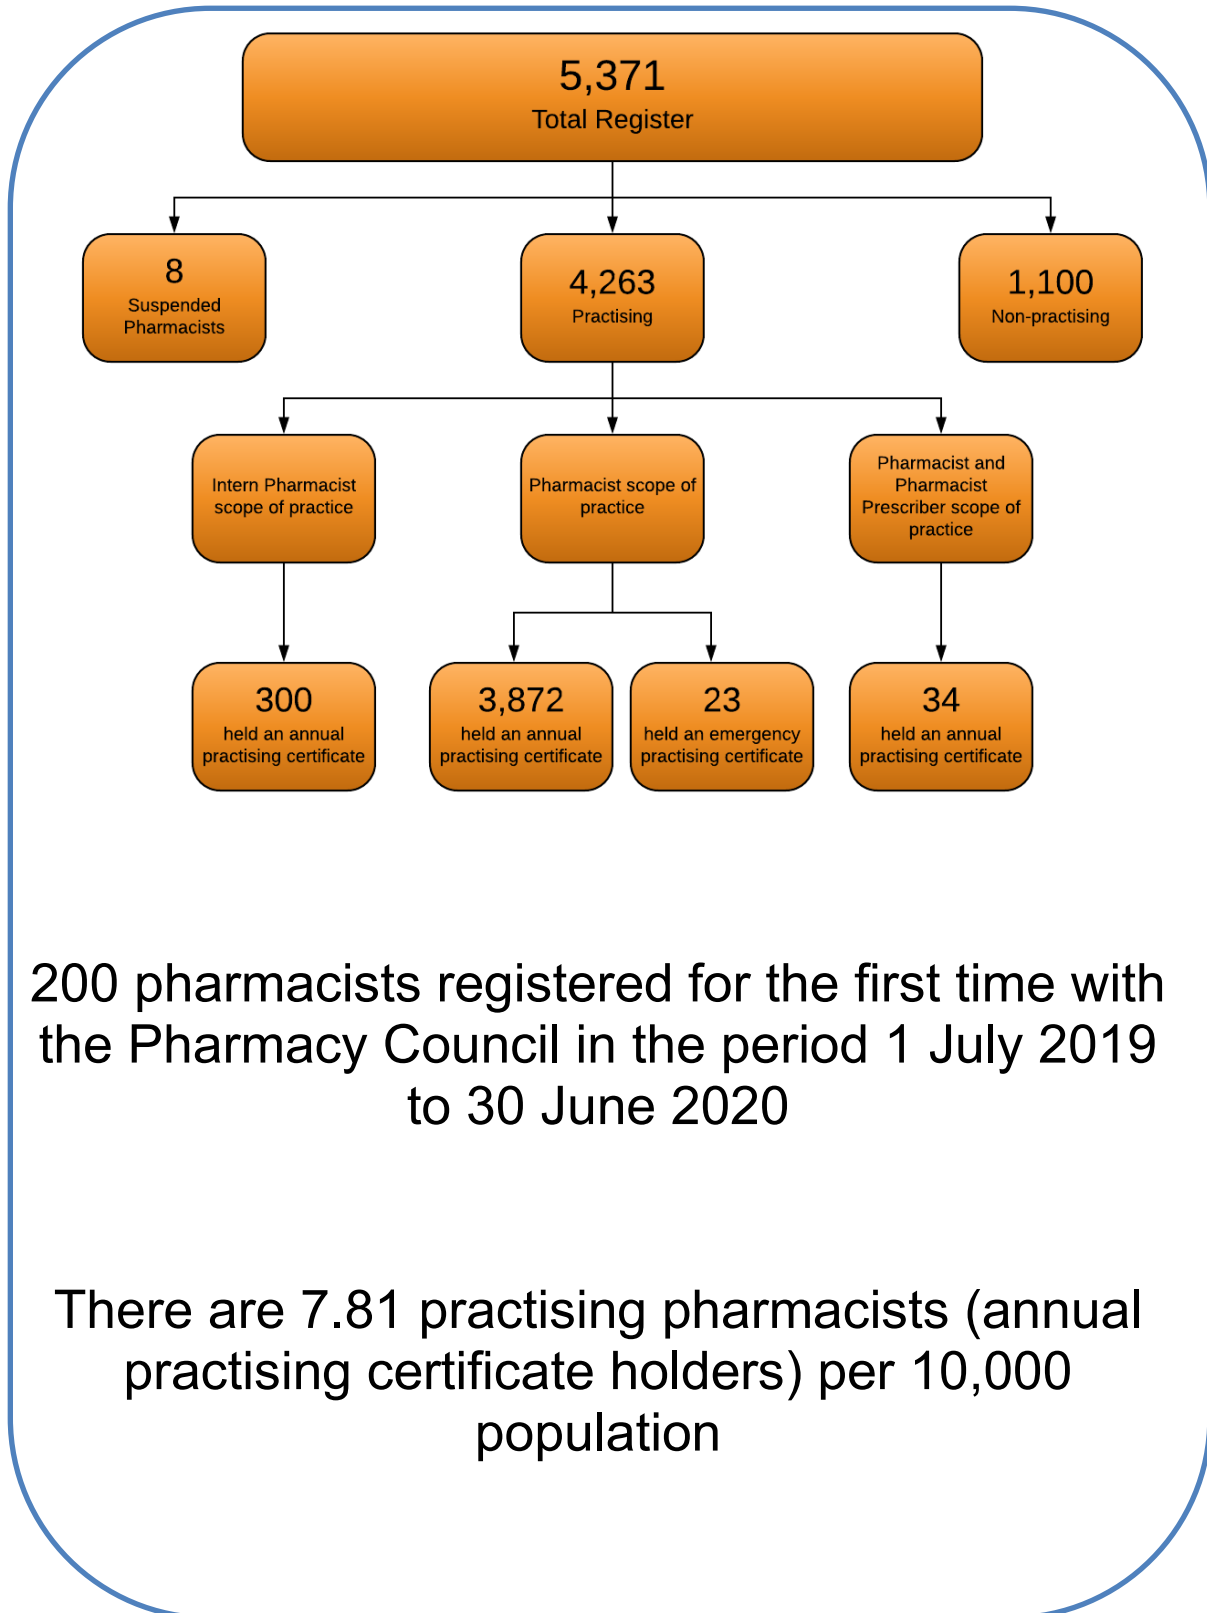 5,371
Total Register
8
Suspended
Pharmacists
4,263
Practising
1,100
Non-practising
Intern Pharmacist
scope of practice
Pharmacist scope of
practice
Pharmacist and
Pharmacist
Prescriber scope of
practice
300
held an annual
practising certificate
3,872
held an annual
practising certificate
23
held an emergency
practising certificate
34
held an annual
practising certificate
200 pharmacists registered for the first time with
the Pharmacy Council in the period 1 July 2019
to 30 June 2020
There are 7.81 practising pharmacists (annual
practising certificate holders) per 10,000
population